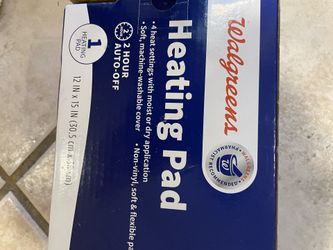 Walgreens
WALGREENS
PHARMACIST RECOMMENDED
Heating Pad
• 4 heat settings with moist or dry application
• Soft, machine-washable cover
• Non-vinyl, soft & flexible pad
2 HOUR
AUTO-OFF
1
HEATING
PAD
12 IN x 15 IN (30.5 cm x